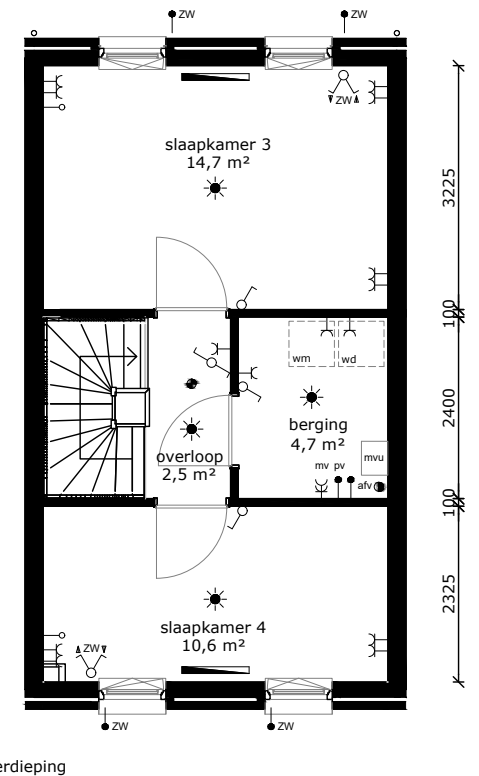 ZW
ZW
ZW
slaapkamer 3
14,7 m²
3225
100
wm
wd
2400
berging
4,7 m²
overloop
2,5 m²
mvu
mv pv
afv
100
2325
slaapkamer 4
10,6 m²
ZW
ZW
ZW
erdieping